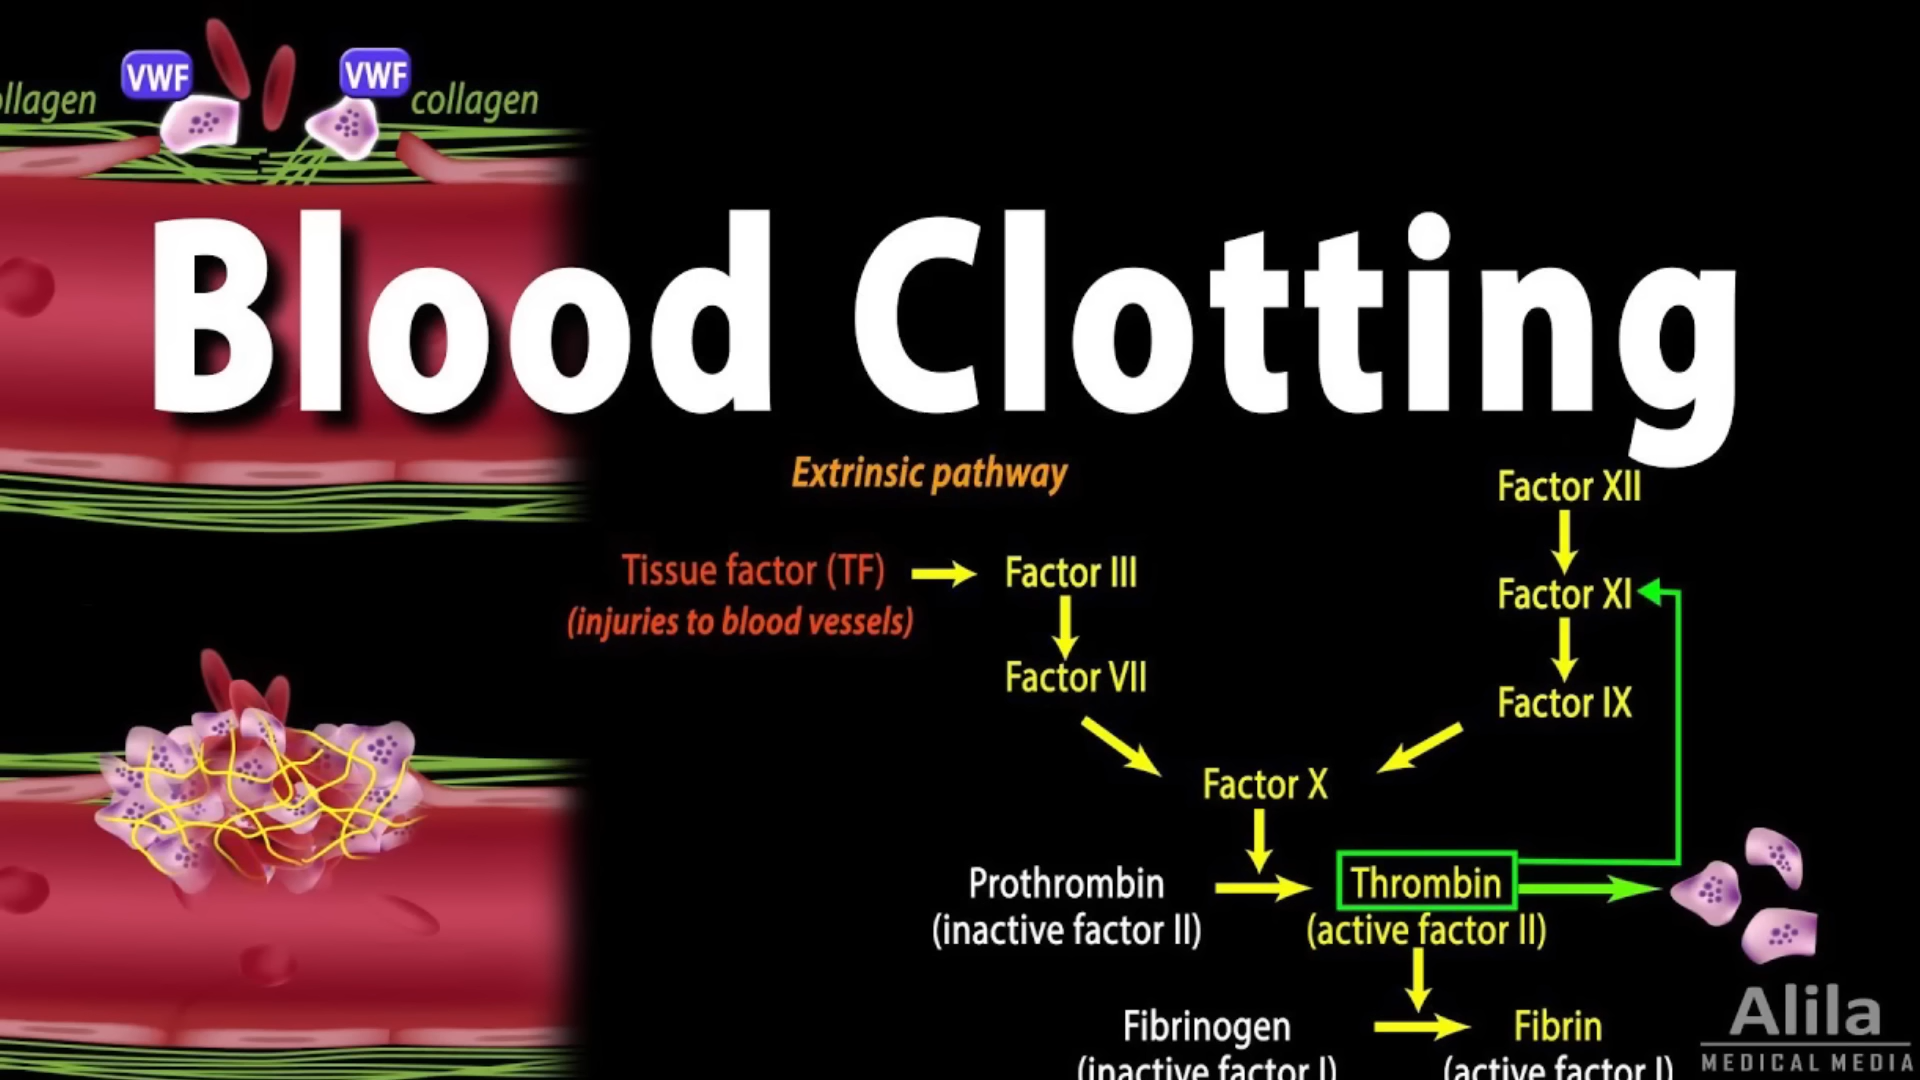 VWF
VWF
ollagen
collagen
Blood Clotting
Extrinsic pathway
Factor XII
Tissue factor (TF)
Factor III
Factor XI
(injuries to blood vessels)
Factor VII
Factor IX
Factor X
Prothrombin
Thrombin
(inactive factor II)
(active factor II)
Fibrinogen
Fibrin
(inactive factor I)
(active factor I)
Alila
MEDICAL MEDIA